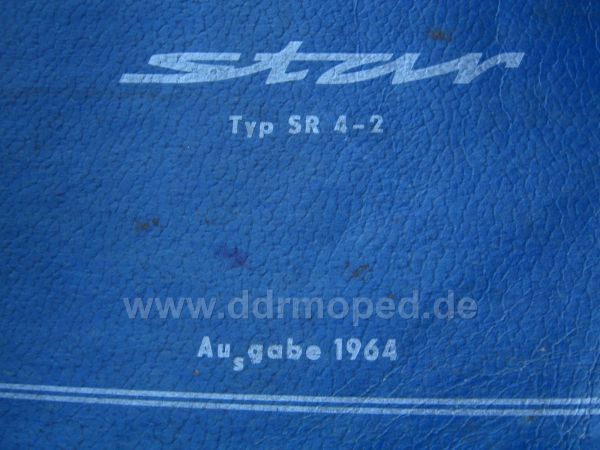 star
Typ SR 4-2
www.ddrmoped.de
Ausgabe 1964